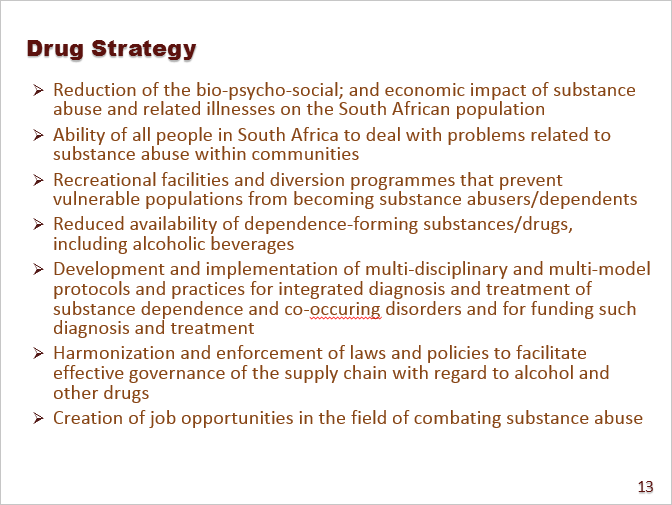 Drug Strategy
➢ Reduction of the bio-psycho-social; and economic impact of substance
abuse and related illnesses on the South African population
➢ Ability of all people in South Africa to deal with problems related to
substance abuse within communities
➢ Recreational facilities and diversion programmes that prevent
vulnerable populations from becoming substance abusers/dependents
➢ Reduced availability of dependence-forming substances/drugs,
including alcoholic beverages
➢ Development and implementation of multi-disciplinary and multi-model
protocols and practices for integrated diagnosis and treatment of
substance dependence and co-occuring disorders and for funding such
diagnosis and treatment
➢ Harmonization and enforcement of laws and policies to facilitate
effective governance of the supply chain with regard to alcohol and
other drugs
➢ Creation of job opportunities in the field of combating substance abuse
13